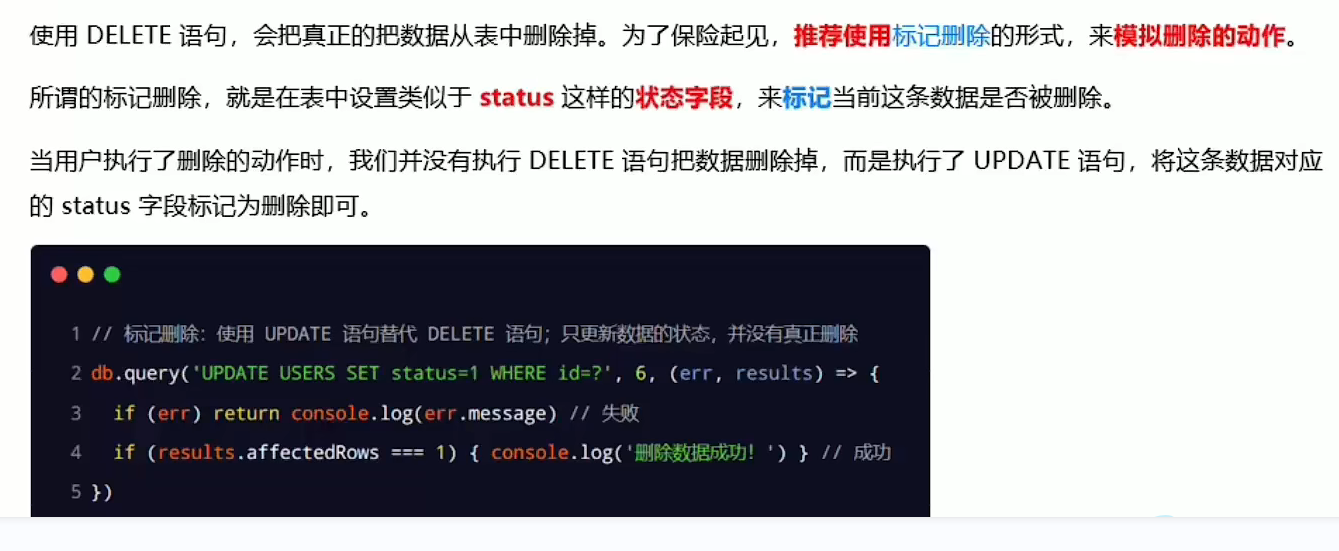 使用 DELETE 语句，会把真正的把数据从表中删除掉。为了保险起见，推荐使用标记删除的形式，来模拟删除的动作。
所谓的标记删除，就是在表中设置类似于 status 这样的状态字段，来标记当前这条数据是否被删除。
当用户执行了删除的动作时，我们并没有执行 DELETE 语句把数据删除掉，而是执行了 UPDATE 语句，将这条数据对应
的 status 字段标记为删除即可。
1 // 标记删除：使用 UPDATE 语句替代 DELETE 语句；只更新数据的状态，并没有真正删除
2 db.query('UPDATE USERS SET status=1 WHERE id=?', 6, (err, results) => {
3 if (err) return console.log(err.message) // 失败
4 if (results.affectedRows === 1) { console.log('删除数据成功！') } // 成功
5 })